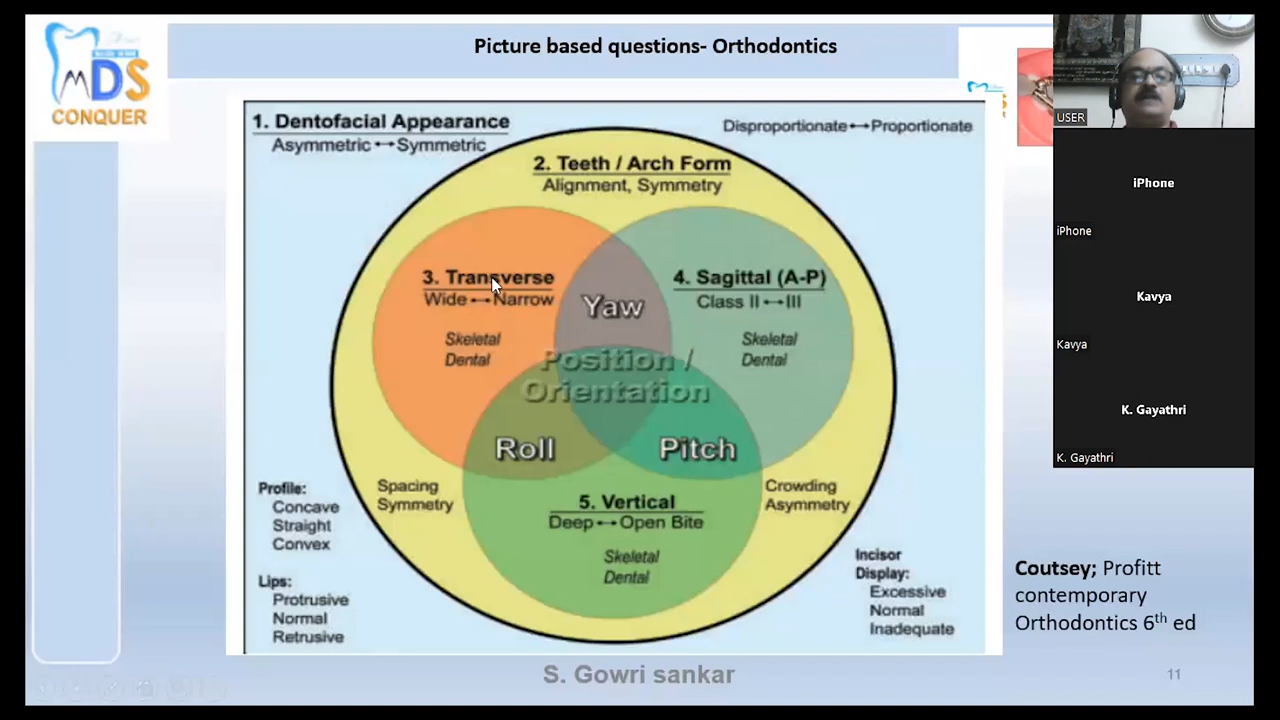 Picture based questions- Orthodontics
MDS
CONQUER
1. Dentofacial Appearance
Asymmetric ↔ Symmetric
Disproportionate ↔ Proportionate
2. Teeth / Arch Form
Alignment, Symmetry
3. Transverse
Wide ↔ Narrow
Skeletal
Dental
Yaw
4. Sagittal (A-P)
Class II ↔ III
Skeletal
Dental
Position /
Orientation
Roll
Pitch
Spacing
Symmetry
5. Vertical
Deep ↔ Open Bite
Skeletal
Dental
Crowding
Asymmetry
Profile:
Concave
Straight
Convex
Lips:
Protrusive
Normal
Retrusive
Incisor
Display:
Excessive
Normal
Inadequate
Coutsey; Profitt
contemporary
Orthodontics 6th ed
S. Gowri sankar
11
USER
iPhone
iPhone
Kavya
Kavya
K. Gayathri
K. Gayathri